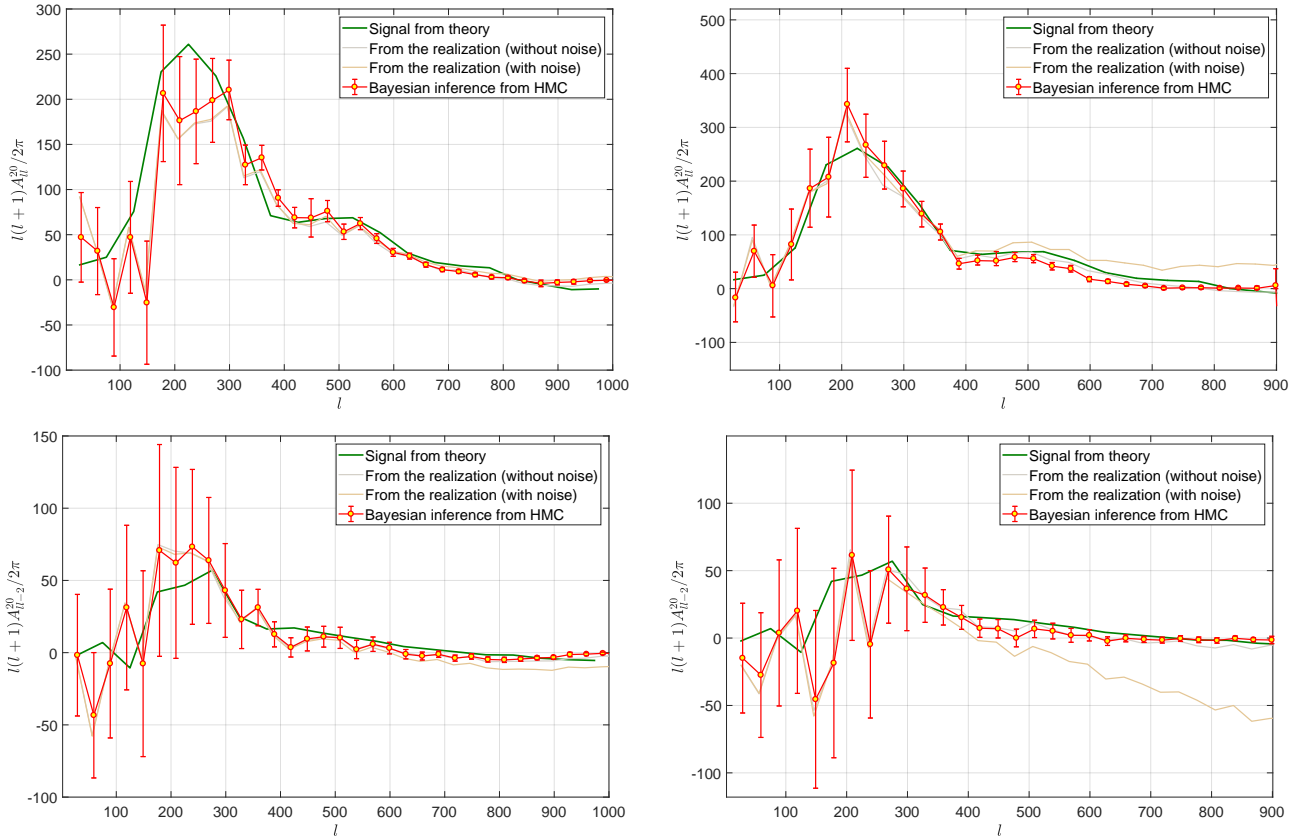 300
250
200
150
100
50
0
-50
-100
l(l + 1)A_{ll}^{20}/2π
Signal from theory
From the realization (without noise)
From the realization (with noise)
Bayesian inference from HMC
100 200 300 400 500 600 700 800 900 1000
l
500
400
300
200
100
0
-100
l(l + 1)A_{ll}^{20}/2π
Signal from theory
From the realization (without noise)
From the realization (with noise)
Bayesian inference from HMC
100 200 300 400 500 600 700 800 900
l
150
100
50
0
-50
-100
l(l + 1)A_{ll-2}^{20}/2π
Signal from theory
From the realization (without noise)
From the realization (with noise)
Bayesian inference from HMC
100 200 300 400 500 600 700 800 900 1000
l
100
50
0
-50
-100
l(l + 1)A_{ll-2}^{20}/2π
Signal from theory
From the realization (without noise)
From the realization (with noise)
Bayesian inference from HMC
100 200 300 400 500 600 700 800 900
l